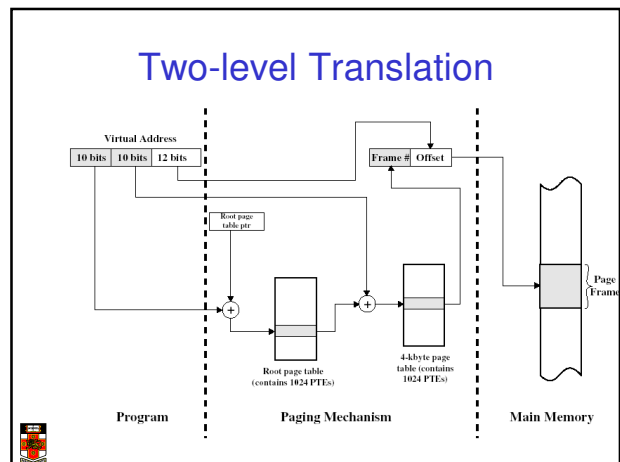 Two-level Translation
Virtual Address
10 bits 10 bits 12 bits
Frame # Offset
Root page
table ptr
+
+
Page
Frame
Root page table
(contains 1024 PTEs)
4-kbyte page
table (contains
1024 PTEs)
Program
Paging Mechanism
Main Memory